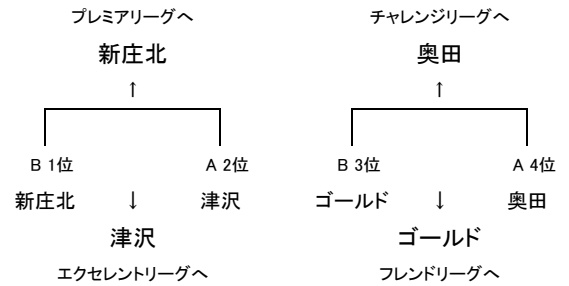 プレミアリーグへ
新庄北
↑
B 1位 A 2位
新庄北 ↓ 津沢
津沢
エクセレントリーグへ
チャレンジリーグへ
奥田
↑
B 3位 A 4位
ゴールド ↓ 奥田
ゴールド
フレンドリーグへ